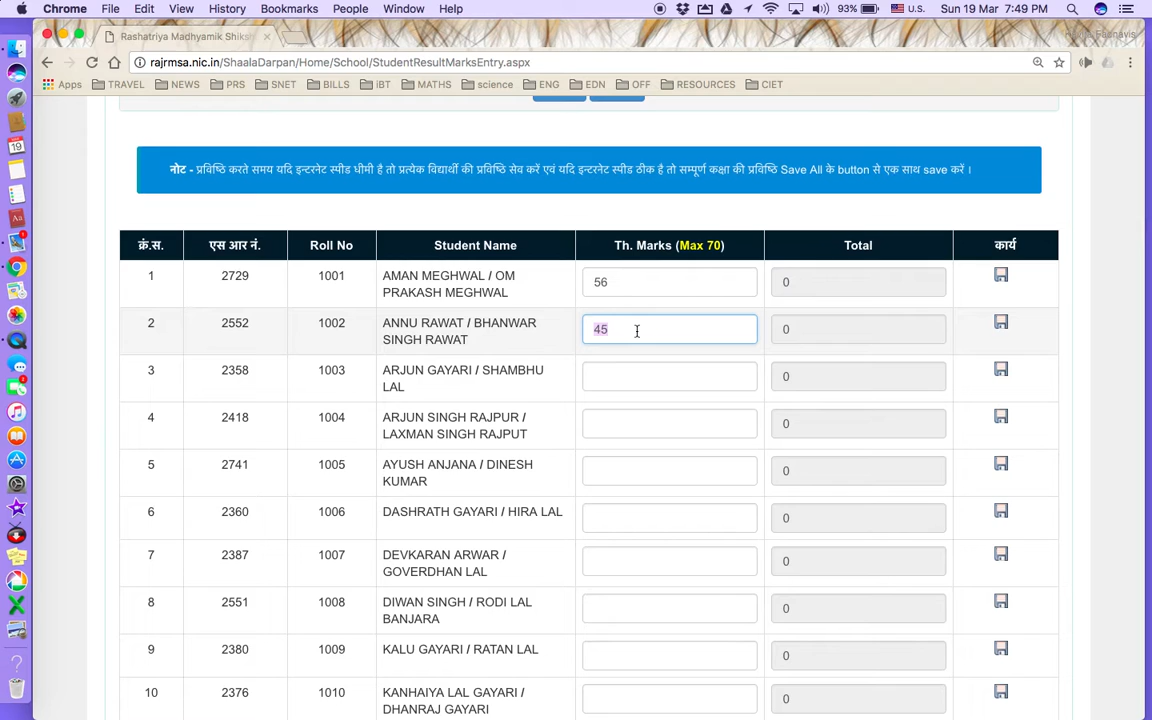 Chrome File Edit View History Bookmarks People Window Help 93% U.S. Sun 19 Mar 7:49 PM
Rashatriya Madhyamik Shiksh
rajrmsa.nic.in/ShaalaDarpan/Home/School/StudentResultMarksEntry.aspx
Apps TRAVEL NEWS PRS SNET BILLS iBT MATHS science ENG EDN OFF RESOURCES CIET
नोट - प्रविष्ठि करते समय यदि इन्टरनेट स्पीड धीमी है तो प्रत्येक विद्यार्थी की प्रविष्ठि सेव करें एवं यदि इन्टरनेट स्पीड ठीक है तो सम्पूर्ण कक्षा की प्रविष्ठि Save All के button से एक साथ save करें ।
क्रं.स. एस आर नं. Roll No Student Name Th. Marks (Max 70) Total कार्य
1 2729 1001 AMAN MEGHWAL / OM 56 0
PRAKASH MEGHWAL
2 2552 1002 ANNU RAWAT / BHANWAR 45 0
SINGH RAWAT
3 2358 1003 ARJUN GAYARI / SHAMBHU 0
LAL
4 2418 1004 ARJUN SINGH RAJPUR / 0
LAXMAN SINGH RAJPUT
5 2741 1005 AYUSH ANJANA / DINESH 0
KUMAR
6 2360 1006 DASHRATH GAYARI / HIRA LAL 0
7 2387 1007 DEVKARAN ARWAR / 0
GOVERDHAN LAL
8 2551 1008 DIWAN SINGH / RODI LAL 0
BANJARA
9 2380 1009 KALU GAYARI / RATAN LAL 0
10 2376 1010 KANHAIYA LAL GAYARI / 0
DHANRAJ GAYARI